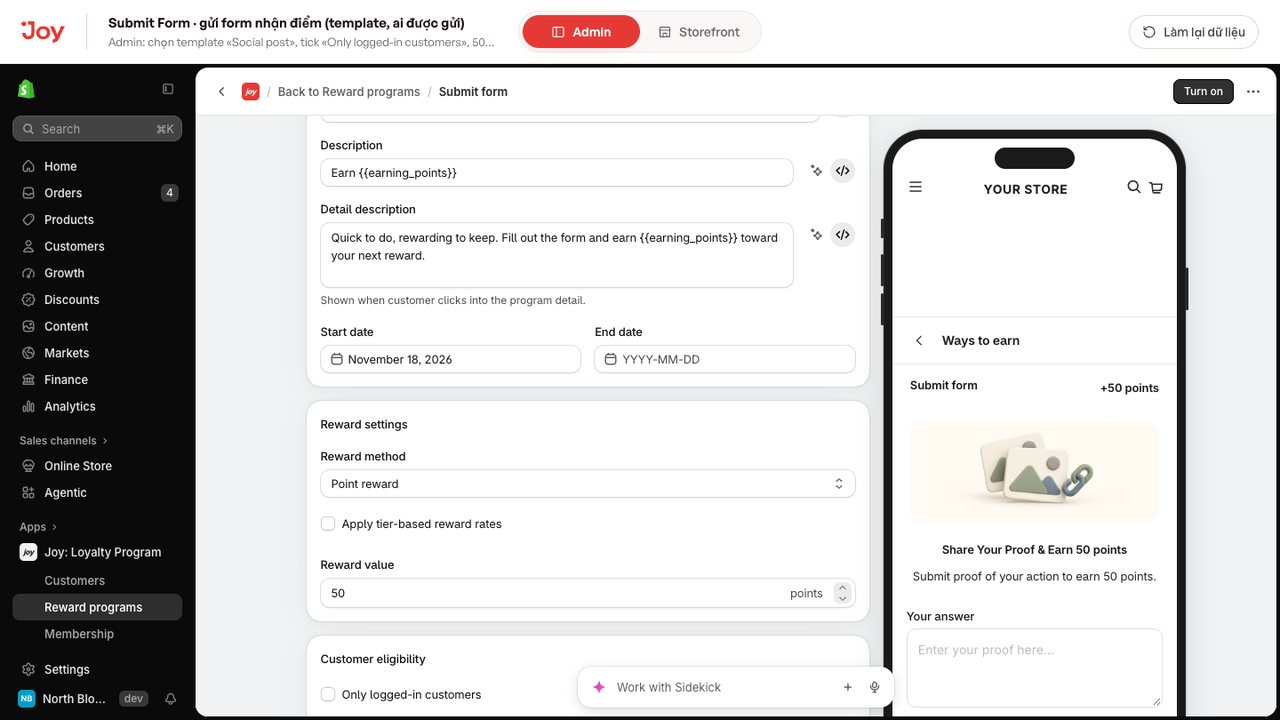 Joy
Submit Form · gửi form nhận điểm (template, ai được gửi)
Admin: chọn template «Social post», tick «Only logged-in customers», 50...
Admin
Storefront
Làm lại dữ liệu
Search
⌘K
Home
Orders
4
Products
Customers
Growth
Discounts
Content
Markets
Finance
Analytics
Sales channels
Online Store
Agentic
Apps
joy
Joy: Loyalty Program
Customers
Reward programs
Membership
Settings
NB
North Blo...
dev
joy
/
Back to Reward programs
/
Submit form
Turn on
Description
Earn {{earning_points}}
Detail description
Quick to do, rewarding to keep. Fill out the form and earn {{earning_points}} toward
your next reward.
Shown when customer clicks into the program detail.
Start date
End date
November 18, 2026
YYYY-MM-DD
Reward settings
Reward method
Point reward
Apply tier-based reward rates
Reward value
50
points
Customer eligibility
Only logged-in customers
Work with Sidekick
YOUR STORE
Ways to earn
Submit form
+50 points
Share Your Proof & Earn 50 points
Submit proof of your action to earn 50 points.
Your answer
Enter your proof here...